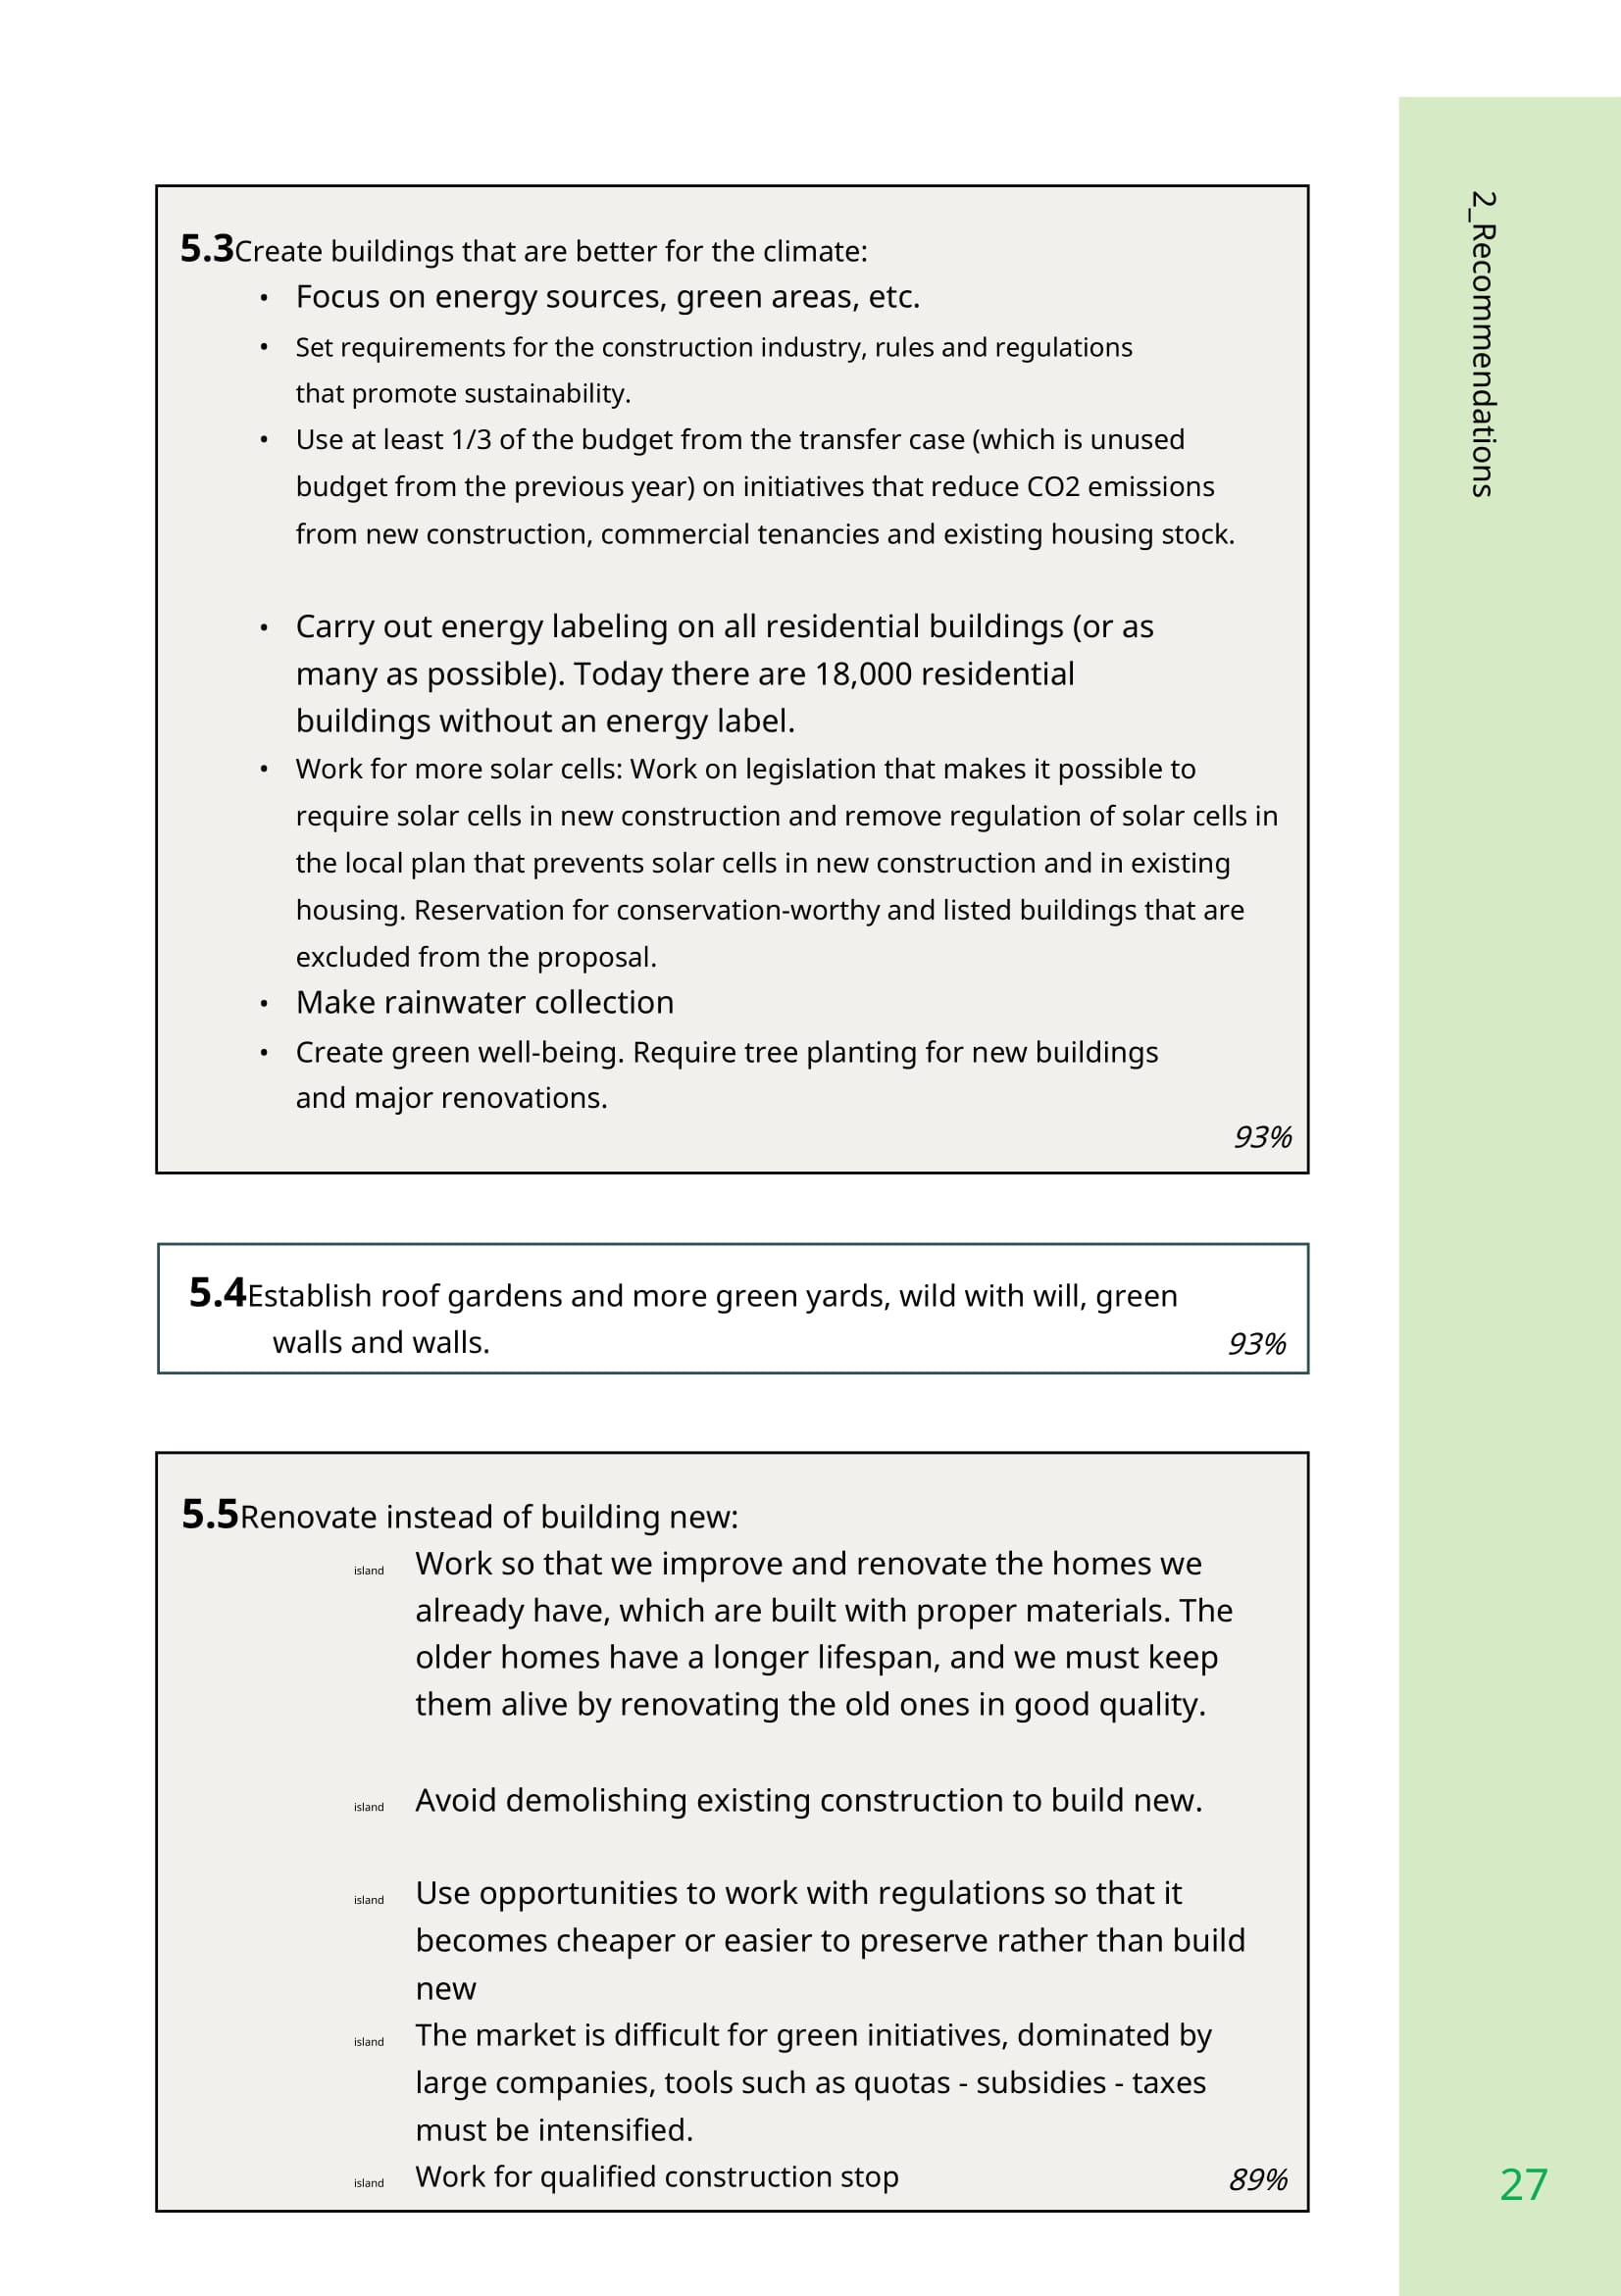 2_Recommendations
5.3Create buildings that are better for the climate:
• Focus on energy sources, green areas, etc.
• Set requirements for the construction industry, rules and regulations
that promote sustainability.
• Use at least 1/3 of the budget from the transfer case (which is unused
budget from the previous year) on initiatives that reduce CO2 emissions
from new construction, commercial tenancies and existing housing stock.
• Carry out energy labeling on all residential buildings (or as
many as possible). Today there are 18,000 residential
buildings without an energy label.
• Work for more solar cells: Work on legislation that makes it possible to
require solar cells in new construction and remove regulation of solar cells in
the local plan that prevents solar cells in new construction and in existing
housing. Reservation for conservation-worthy and listed buildings that are
excluded from the proposal.
• Make rainwater collection
• Create green well-being. Require tree planting for new buildings
and major renovations.
93%
5.4Establish roof gardens and more green yards, wild with will, green
walls and walls. 93%
5.5Renovate instead of building new:
island Work so that we improve and renovate the homes we
already have, which are built with proper materials. The
older homes have a longer lifespan, and we must keep
them alive by renovating the old ones in good quality.
island Avoid demolishing existing construction to build new.
island Use opportunities to work with regulations so that it
becomes cheaper or easier to preserve rather than build
new
island The market is difficult for green initiatives, dominated by
large companies, tools such as quotas - subsidies - taxes
must be intensified.
island Work for qualified construction stop 89%
27